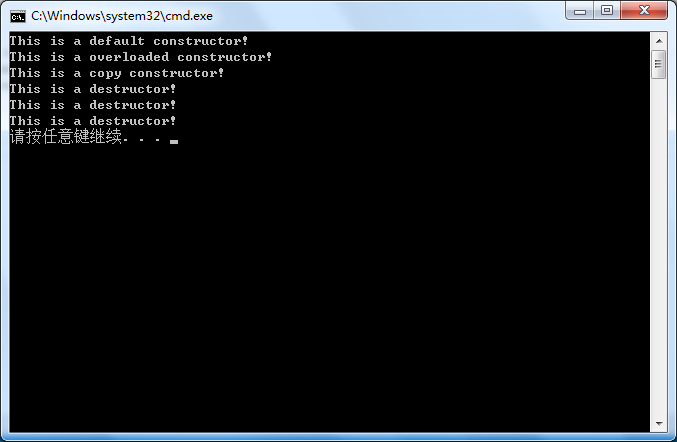 C:\Windows\system32\cmd.exe
This is a default constructor!
This is a overloaded constructor!
This is a copy constructor!
This is a destructor!
This is a destructor!
This is a destructor!
请按任意键继续. . .